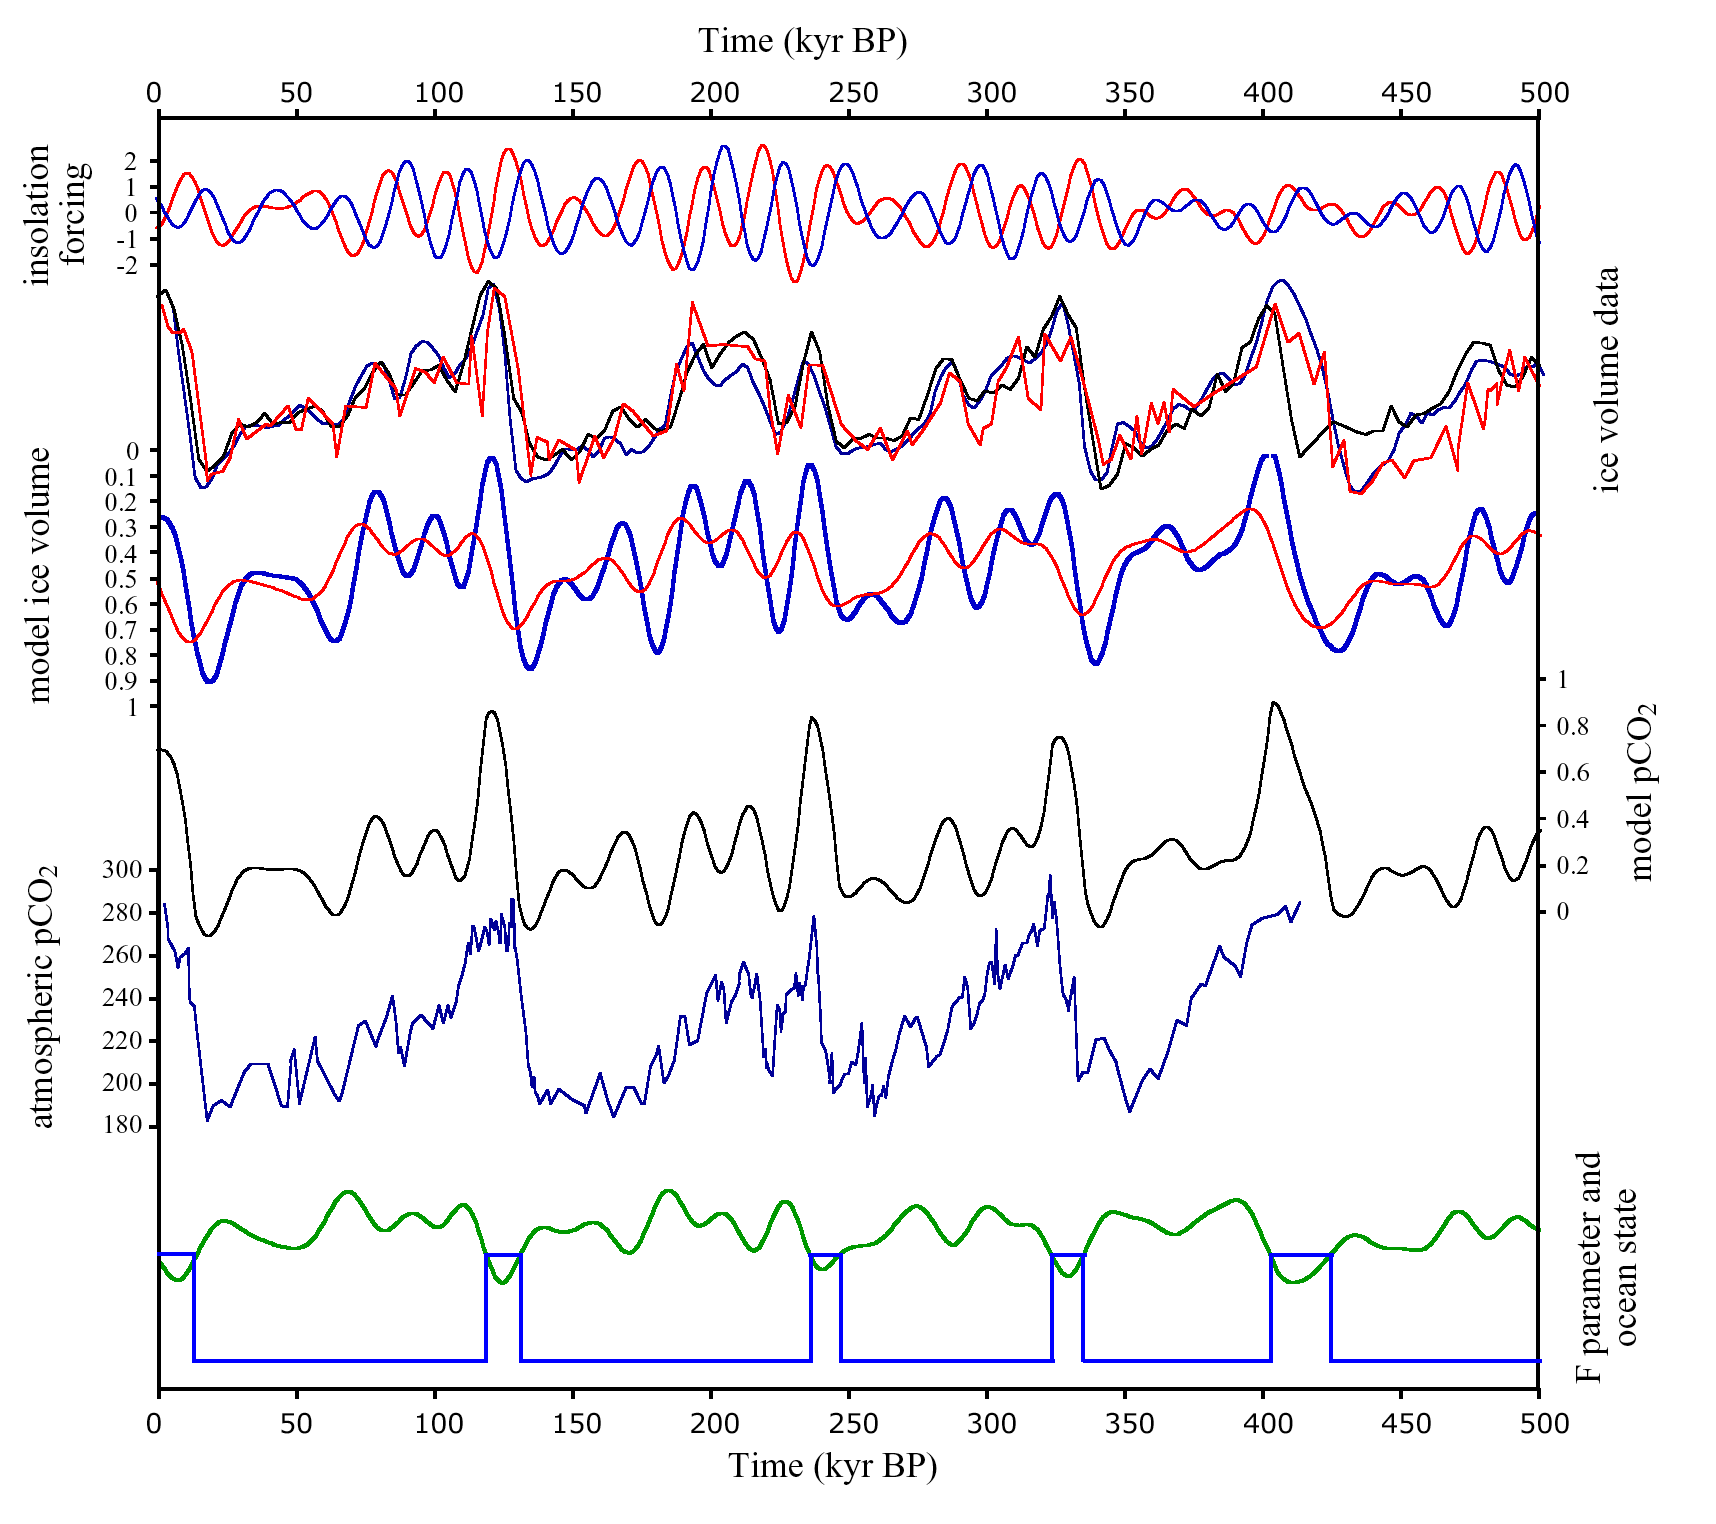 Time (kyr BP)
0 50 100 150 200 250 300 350 400 450 500
insolation
forcing
2
1
0
-1
-2
ice volume data
model ice volume
0
0.1
0.2
0.3
0.4
0.5
0.6
0.7
0.8
0.9
1
model pCO2
1
0.8
0.6
0.4
0.2
0
atmospheric pCO2
300
280
260
240
220
200
180
F parameter and
ocean state
0 50 100 150 200 250 300 350 400 450 500
Time (kyr BP)